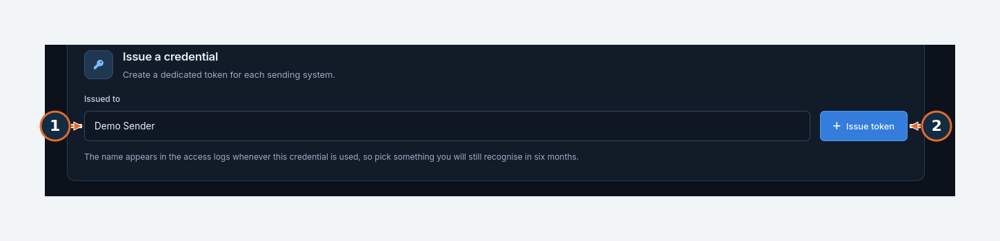 Issue a credential
Create a dedicated token for each sending system.
Issued to
1 Demo Sender + Issue token 2
The name appears in the access logs whenever this credential is used, so pick something you will still recognise in six months.